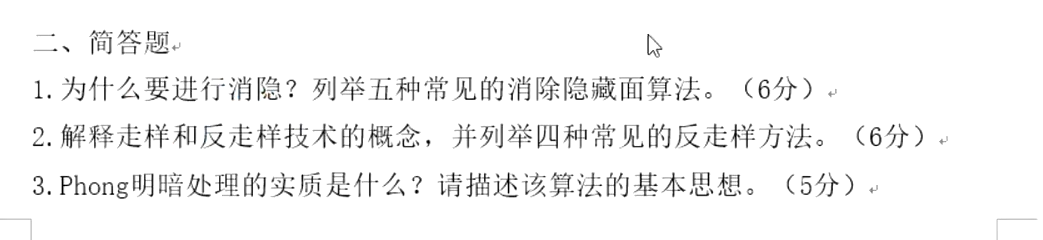 二、简答题
1.为什么要进行消隐？列举五种常见的消除隐藏面算法。（6分）
2.解释走样和反走样技术的概念，并列举四种常见的反走样方法。（6分）
3.Phong明暗处理的实质是什么？请描述该算法的基本思想。（5分）